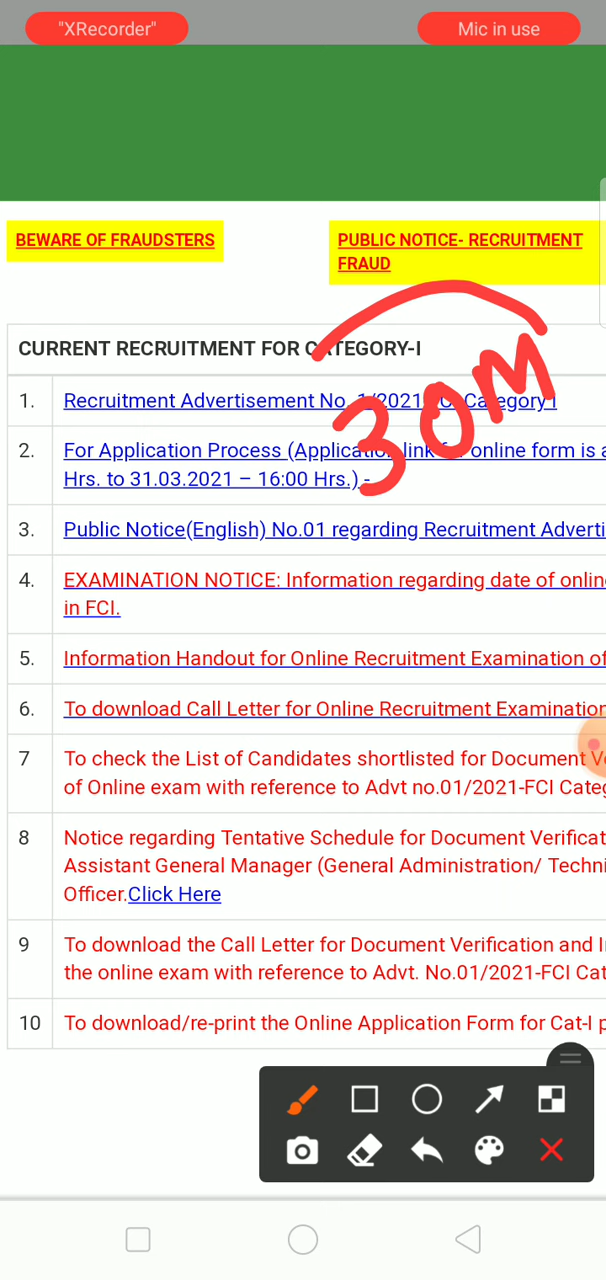 "XRecorder"
Mic in use
BEWARE OF FRAUDSTERS
PUBLIC NOTICE- RECRUITMENT
FRAUD
CURRENT RECRUITMENT FOR CATEGORY-I
30M
1. Recruitment Advertisement No. 1/2021 Category I
2. For Application Process (Application link for online form is a
Hrs. to 31.03.2021 – 16:00 Hrs.) -
3. Public Notice(English) No.01 regarding Recruitment Adverti
4. EXAMINATION NOTICE: Information regarding date of onlin
in FCI.
5. Information Handout for Online Recruitment Examination of
6. To download Call Letter for Online Recruitment Examination
7 To check the List of Candidates shortlisted for Document Ve
of Online exam with reference to Advt no.01/2021-FCI Categ
8 Notice regarding Tentative Schedule for Document Verificat
Assistant General Manager (General Administration/ Techni
Officer.Click Here
9 To download the Call Letter for Document Verification and I
the online exam with reference to Advt. No.01/2021-FCI Cat
10 To download/re-print the Online Application Form for Cat-I p